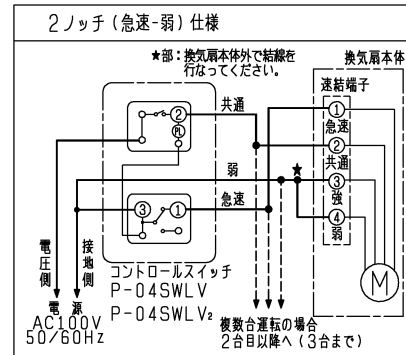 2ノッチ(急速-弱)仕様
★部:換気扇本体外で結線を
行なってください。
換気扇本体
速結端子
共通
弱
急速
②
PL
③
①
★
①
急速
②
共通
③
強
④
弱
M
電圧側
接地側
電源
AC100V
50/60Hz
コントロールスイッチ
P-04SWLV
P-04SWLV₂
複数台運転の場合
2台目以降へ(3台まで)